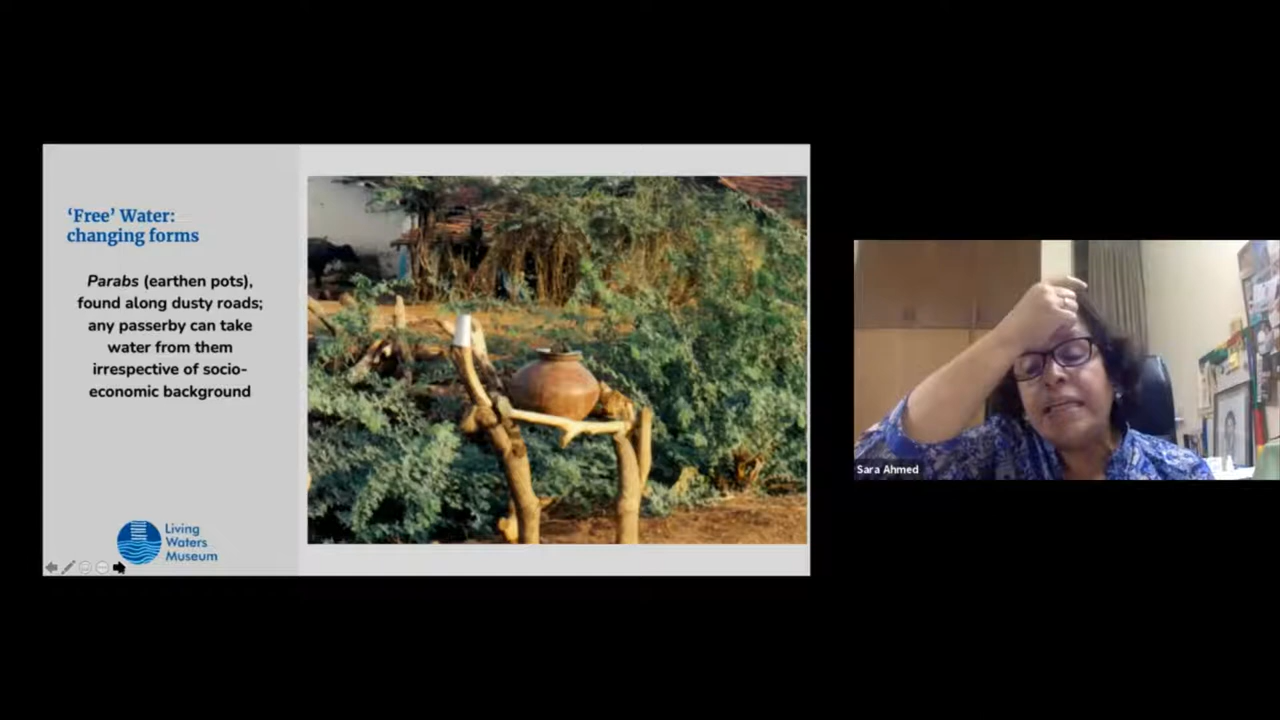 ‘Free’ Water:
changing forms
Parabs (earthen pots),
found along dusty roads;
any passerby can take
water from them
irrespective of socio-
economic background
Living
Waters
Museum
Sara Ahmed